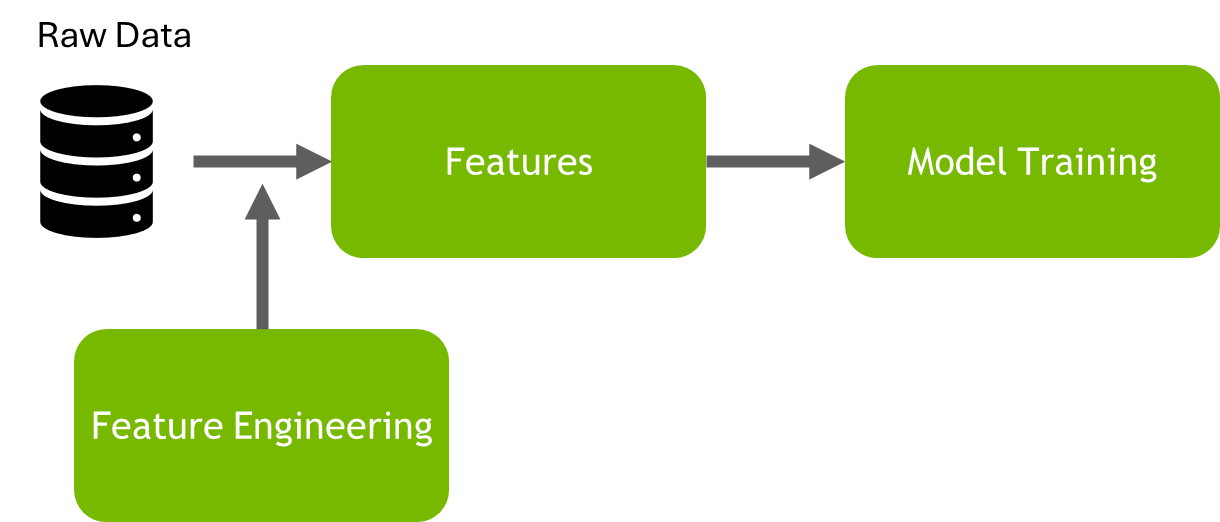 Raw Data
Features
Model Training
Feature Engineering